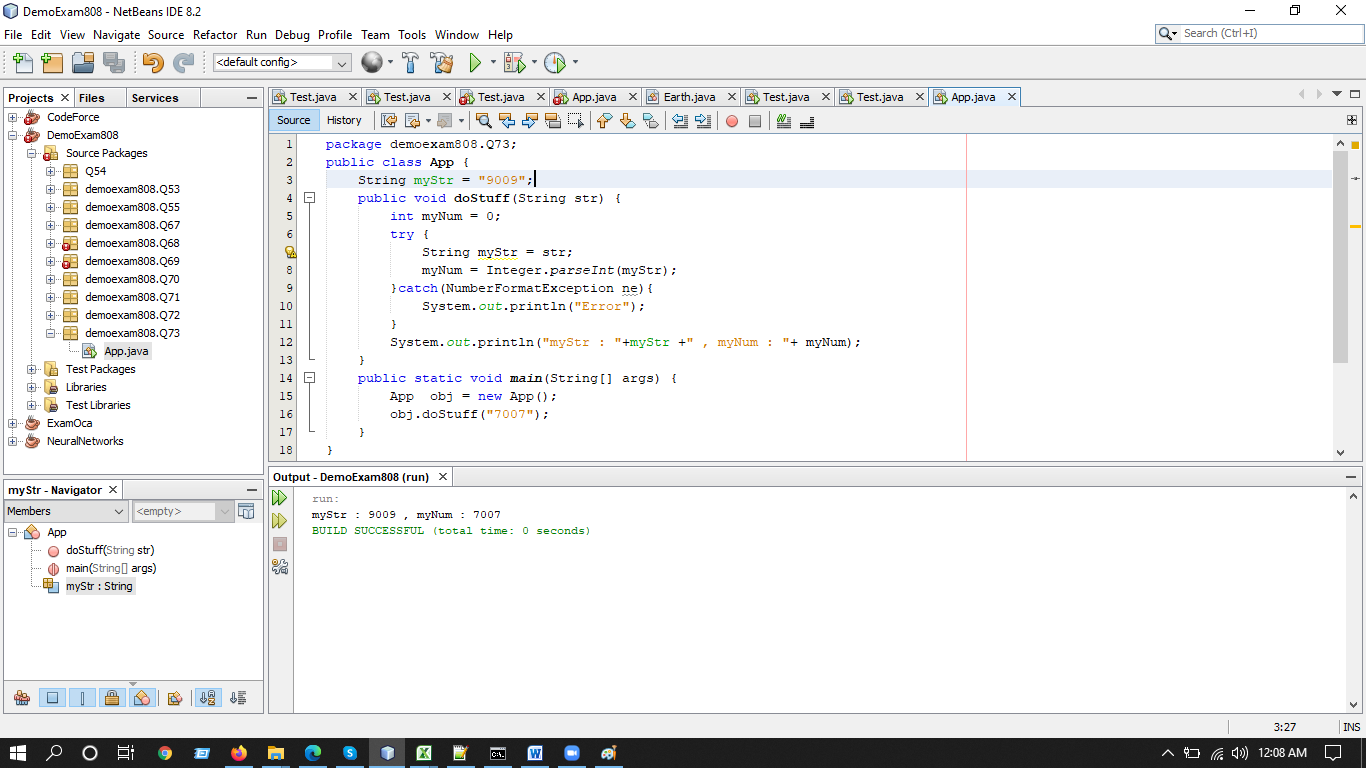 DemoExam808 - NetBeans IDE 8.2
File Edit View Navigate Source Refactor Run Debug Profile Team Tools Window Help
Search (Ctrl+I)
<default config>
Projects Files Services
CodeForce
DemoExam808
Source Packages
Q54
demoexam808.Q53
demoexam808.Q55
demoexam808.Q67
demoexam808.Q68
demoexam808.Q69
demoexam808.Q70
demoexam808.Q71
demoexam808.Q72
demoexam808.Q73
App.java
Test Packages
Libraries
Test Libraries
ExamOca
NeuralNetworks
Test.java Test.java Test.java App.java Earth.java Test.java Test.java App.java
Source History
1 package demoexam808.Q73;
2 public class App {
3 String myStr = "9009";
4 public void doStuff(String str) {
5 int myNum = 0;
6 try {
String myStr = str;
8 myNum = Integer.parseInt(myStr);
9 }catch(NumberFormatException ne){
10 System.out.println("Error");
11 }
12 System.out.println("myStr : "+myStr +" , myNum : "+ myNum);
13 }
14 public static void main(String[] args) {
15 App obj = new App();
16 obj.doStuff("7007");
17 }
18 }
myStr - Navigator
Members <empty>
App
doStuff(String str)
main(String[] args)
myStr : String
Output - DemoExam808 (run)
run:
myStr : 9009 , myNum : 7007
BUILD SUCCESSFUL (total time: 0 seconds)
3:27 INS
12:08 AM